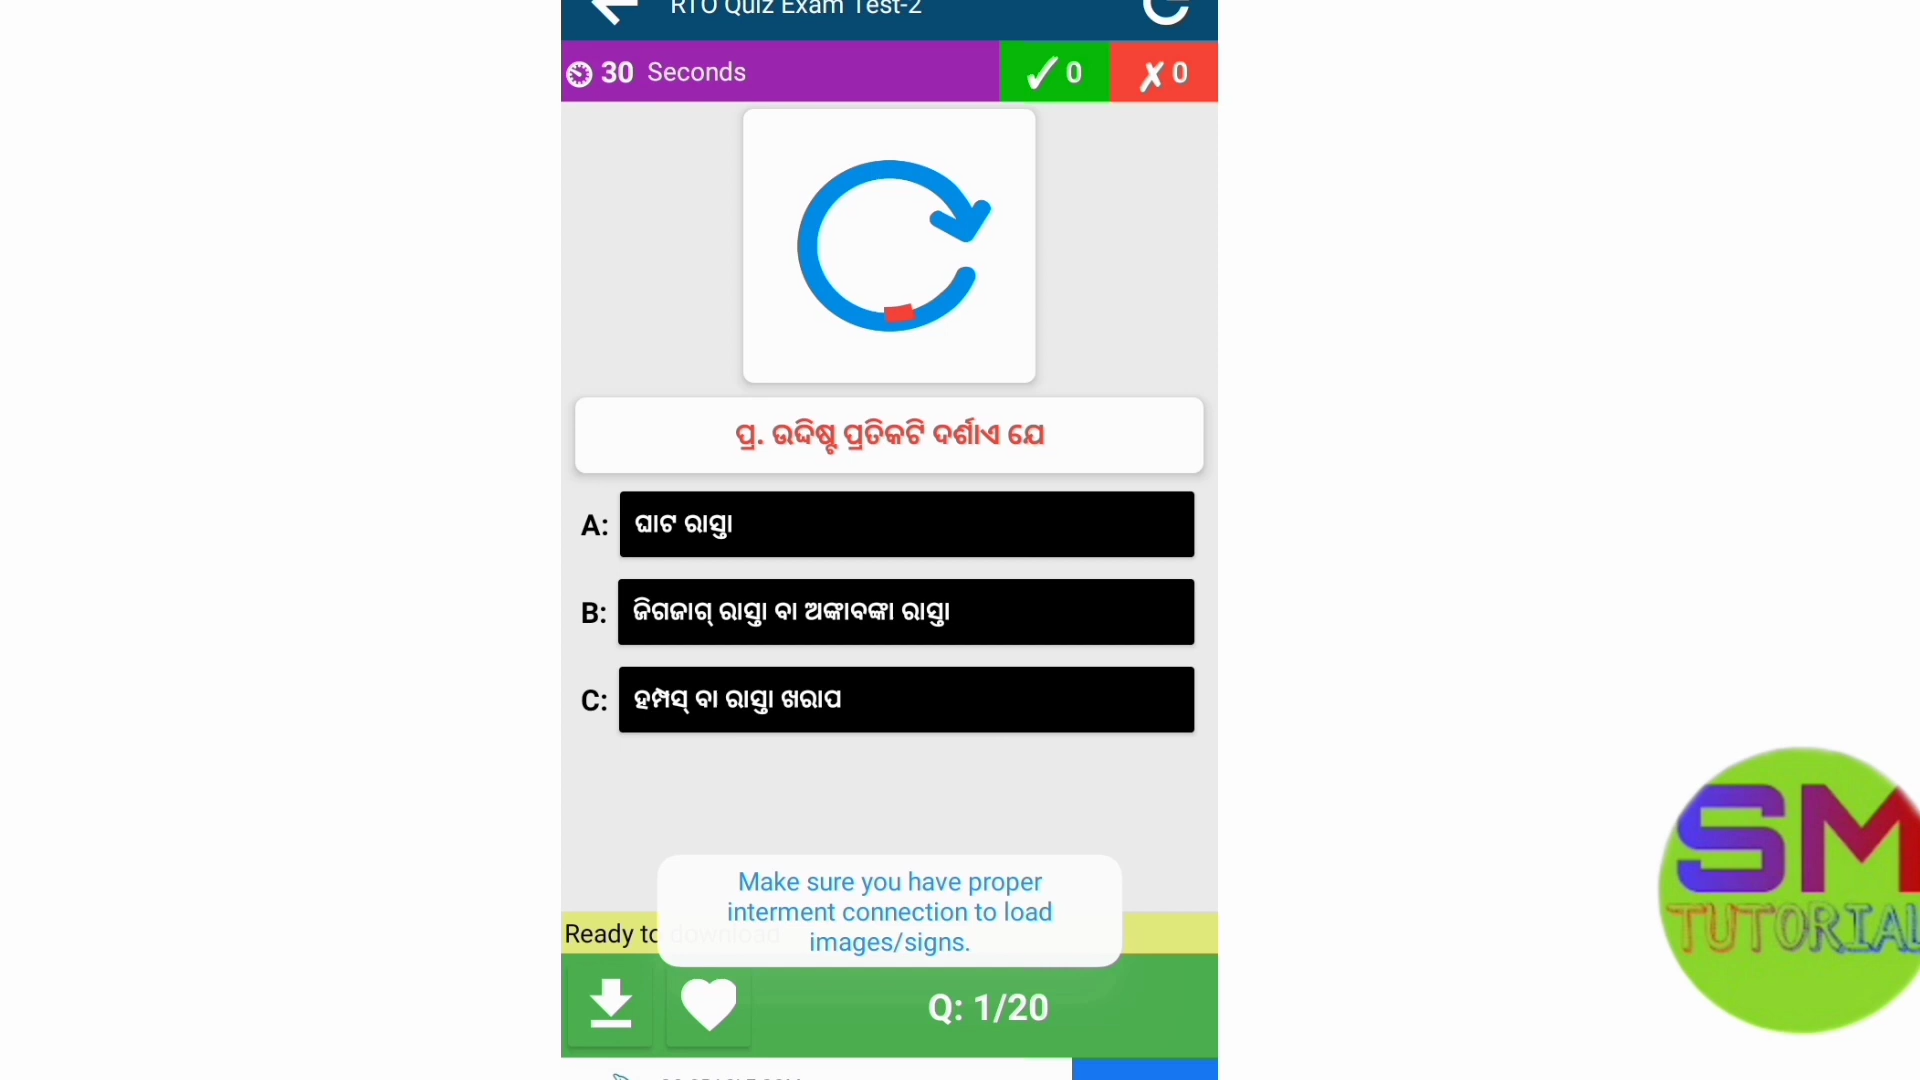 RTO Quiz Exam Test-2
30 Seconds
0
0
ପ୍ର. ଉଦ୍ଦିଷ୍ଟ ପ୍ରତିକଟି ଦର୍ଶାଏ ଯେ
A: ଘାଟ ରାସ୍ତା
B: ଜିଗଜାଗ୍ ରାସ୍ତା ବା ଅଙ୍କାବଙ୍କା ରାସ୍ତା
C: ହମ୍ପସ୍ ବା ରାସ୍ତା ଖରାପ
Make sure you have proper
interment connection to load
images/signs.
Ready to download
Q: 1/20
SM
TUTORIAL